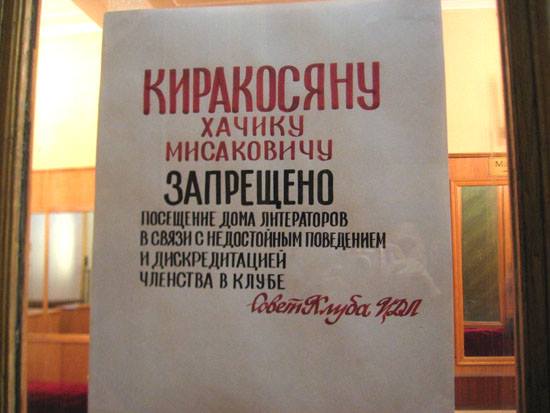 КИРАКОСЯНУ
ХАЧИКУ
МИСАКОВИЧУ
ЗАПРЕЩЕНО
ПОСЕЩЕНИЕ ДОМА ЛИТЕРАТОРОВ
В СВЯЗИ С НЕДОСТОЙНЫМ ПОВЕДЕНИЕМ
И ДИСКРЕДИТАЦИЕЙ
ЧЛЕНСТВА В КЛУБЕ
Совет Клуба ЦДЛ